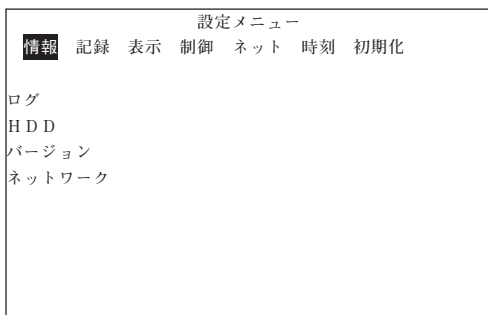 設定メニュー
情報 記録 表示 制御 ネット 時刻 初期化
ログ
ＨＤＤ
バージョン
ネットワーク